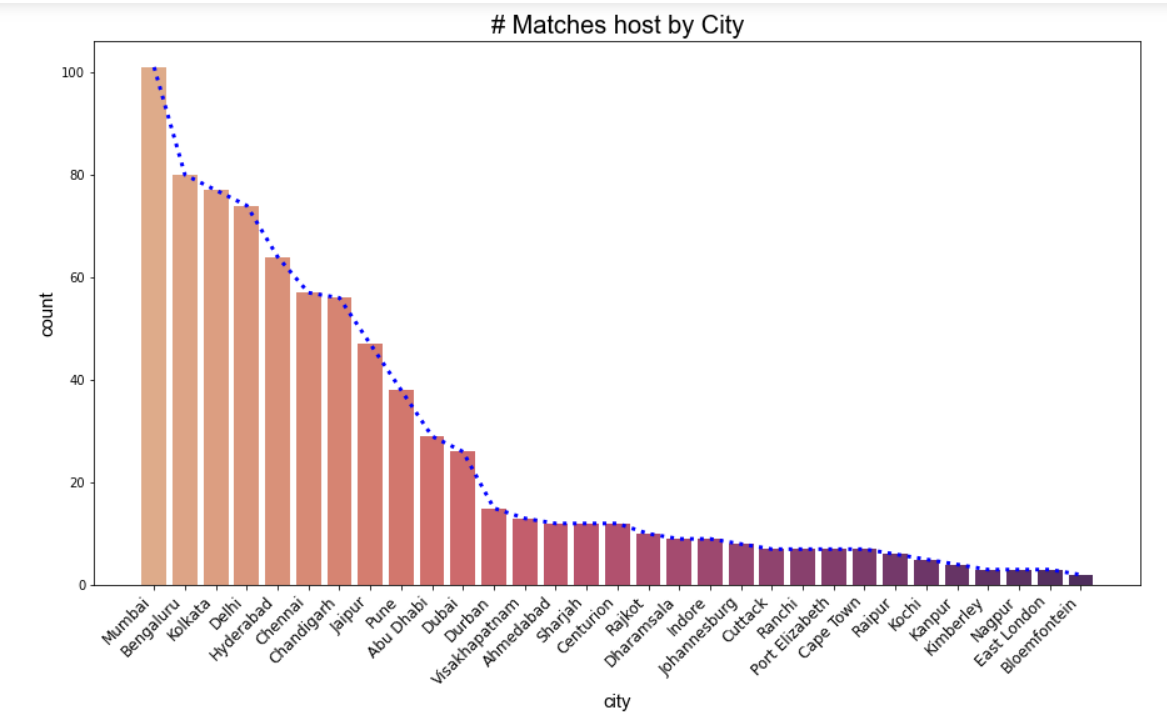 # Matches host by City
count
100
80
60
40
20
0
Mumbai
Bengaluru
Kolkata
Delhi
Hyderabad
Chennai
Chandigarh
Jaipur
Pune
Abu Dhabi
Dubai
Durban
Visakhapatnam
Ahmedabad
Sharjah
Centurion
Rajkot
Dharamsala
Indore
Johannesburg
Cuttack
Ranchi
Port Elizabeth
Cape Town
Raipur
Kochi
Kanpur
Kimberley
Nagpur
East London
Bloemfontein
city